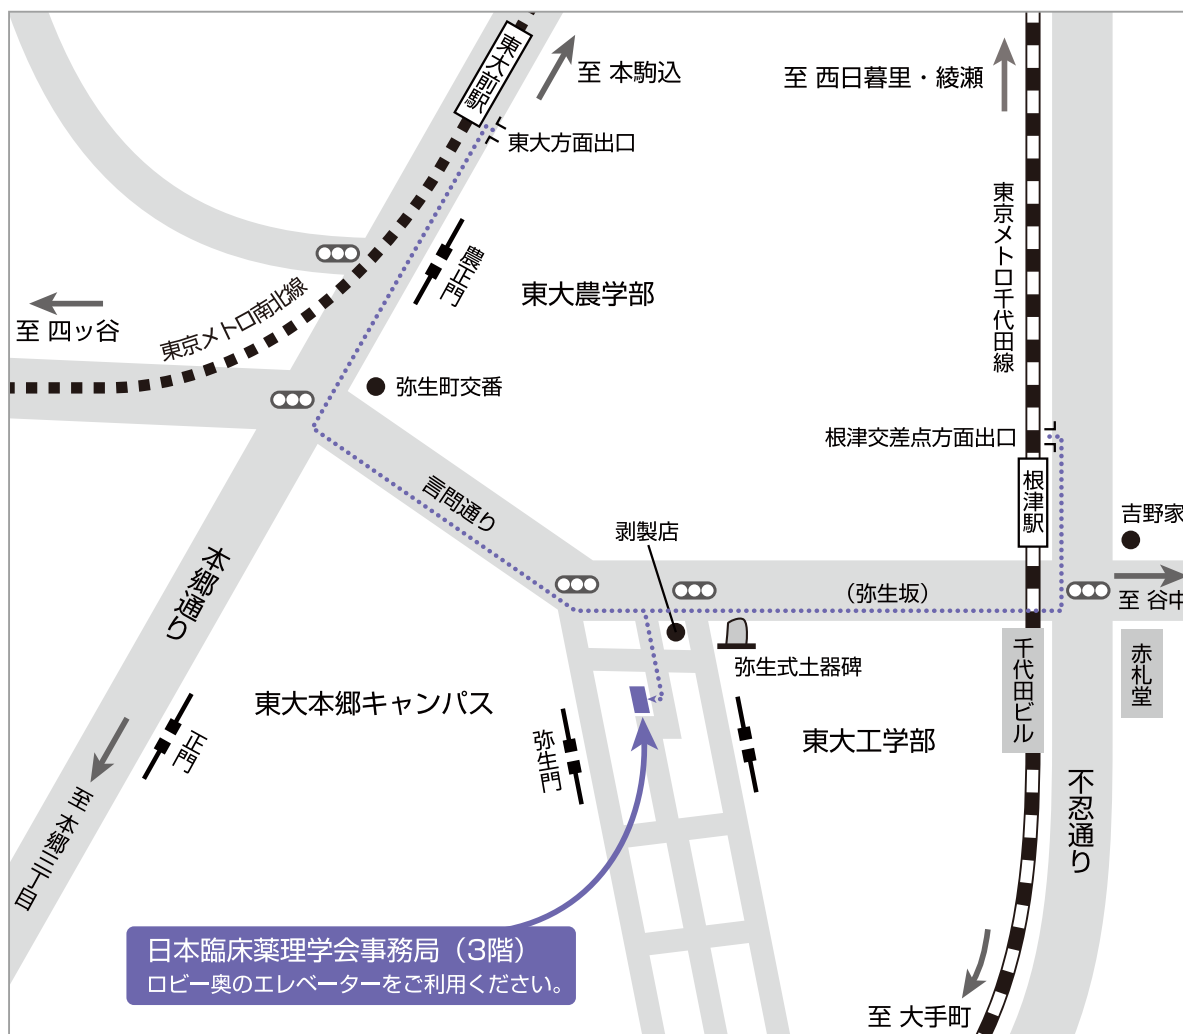 東大前駅
至 本駒込
至 西日暮里・綾瀬
東大方面出口
東京メトロ千代田線
農正門
東大農学部
東京メトロ南北線
至 四ッ谷
弥生町交番
根津交差点方面出口
根津駅
言問通り
吉野家
剥製店
本郷通り
（弥生坂）
至 谷中
弥生式土器碑
千代田ビル
赤札堂
東大本郷キャンパス
正門
弥生門
東大工学部
不忍通り
至 本郷三丁目
日本臨床薬理学会事務局（3階）
ロビー奥のエレベーターをご利用ください。
至 大手町